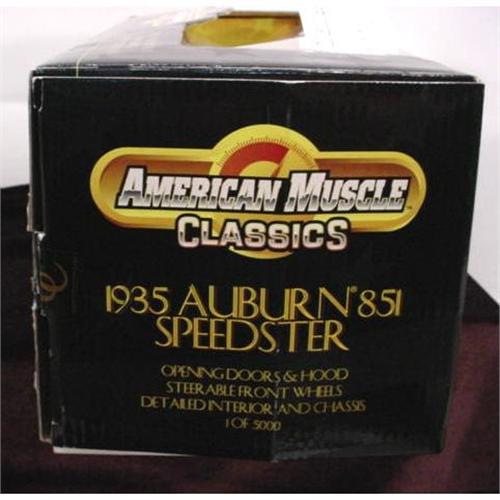 AMERICAN MUSCLE
CLASSICS
1935 AUBURN® 851
SPEEDSTER
OPENING DOORS & HOOD
STEERABLE FRONT WHEELS
DETAILED INTERIOR AND CHASSIS
1 OF 5000